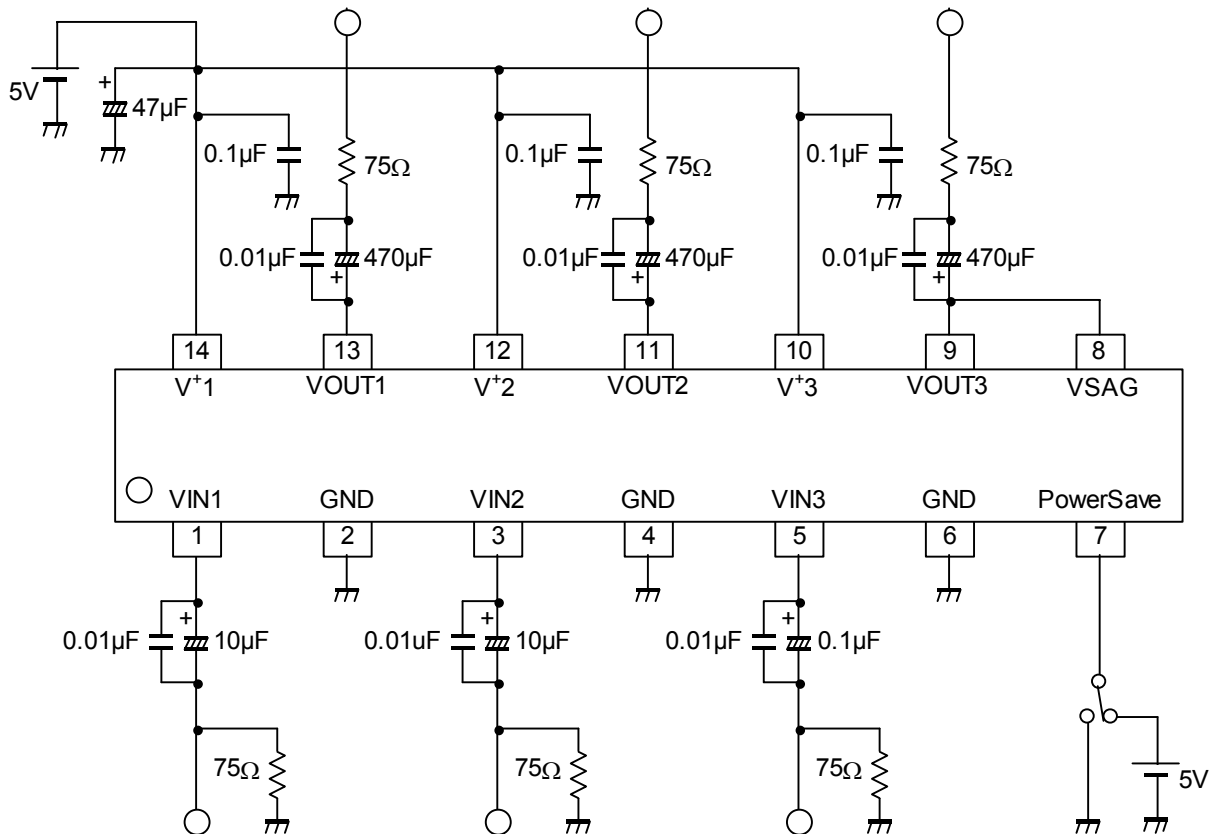 5V
+
47µF
0.1µF
75Ω
0.1µF
75Ω
0.1µF
75Ω
0.01µF
+
470µF
0.01µF
+
470µF
0.01µF
+
470µF
14
13
12
11
10
9
8
V+1
VOUT1
V+2
VOUT2
V+3
VOUT3
VSAG
VIN1
GND
VIN2
GND
VIN3
GND
PowerSave
1
2
3
4
5
6
7
0.01µF
+
10µF
0.01uF
+
10µF
0.01µF
+
0.1µF
75Ω
75Ω
75Ω
5V